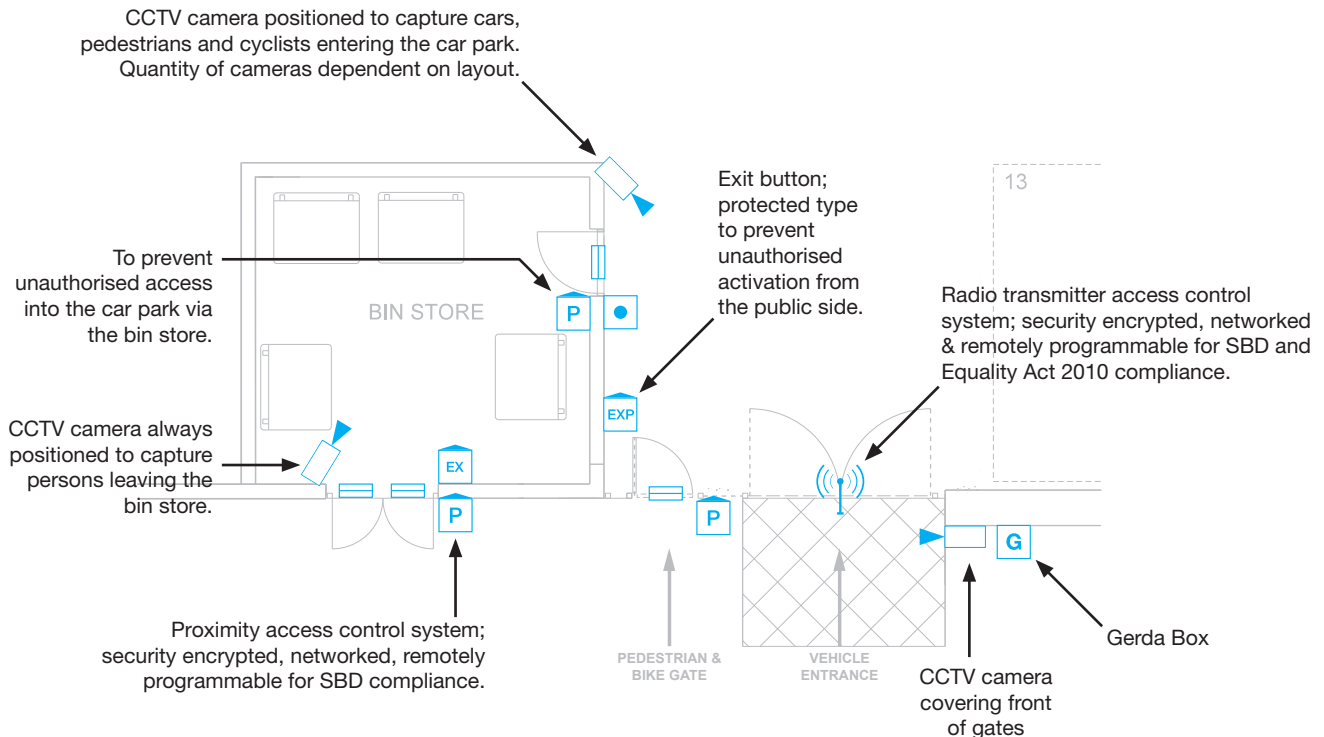 CCTV camera positioned to capture cars,
pedestrians and cyclists entering the car park.
Quantity of cameras dependent on layout.
Exit button;
protected type
to prevent
unauthorised
activation from
the public side.
13
To prevent
unauthorised access
into the car park via
the bin store.
BIN STORE
P
Radio transmitter access control
system; security encrypted, networked
& remotely programmable for SBD and
Equality Act 2010 compliance.
EXP
CCTV camera always
positioned to capture
persons leaving the
bin store.
EX
P
P
G
Proximity access control system;
security encrypted, networked, remotely
programmable for SBD compliance.
PEDESTRIAN &
BIKE GATE
VEHICLE
ENTRANCE
Gerda Box
CCTV camera
covering front
of gates